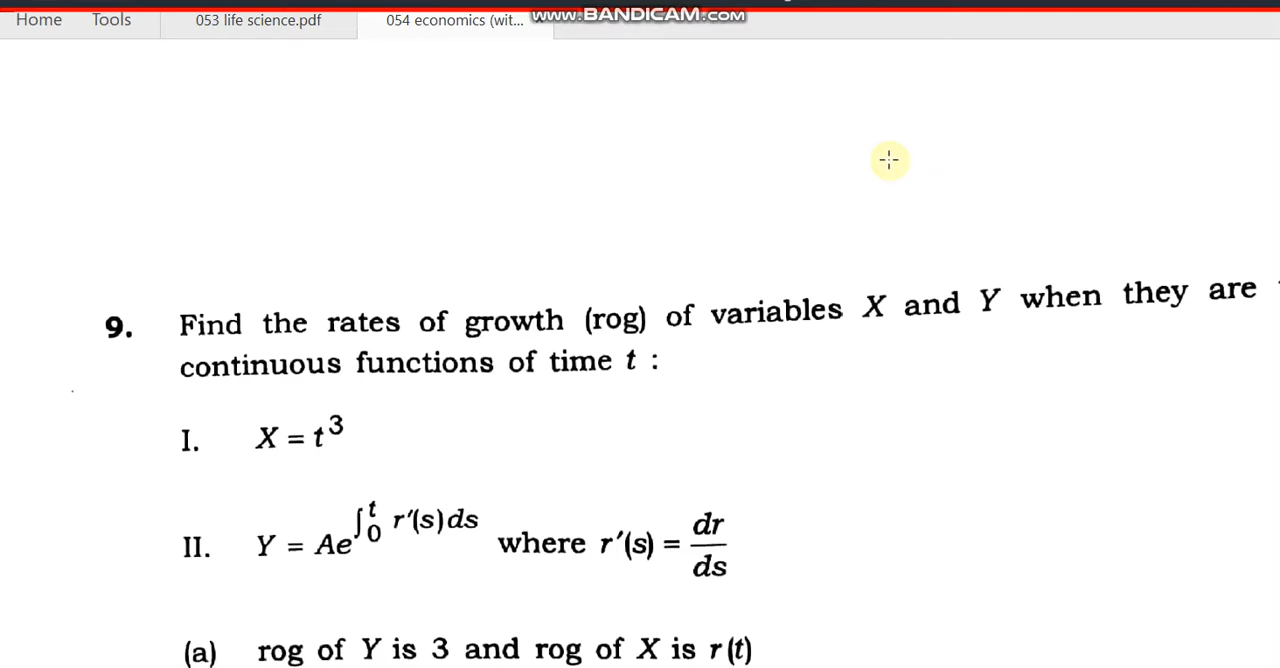 www.BANDICAM.com
Home Tools 053 life science.pdf 054 economics (wit...
9. Find the rates of growth (rog) of variables X and Y when they are
continuous functions of time t :
I. X = t³
II. Y = Ae^∫₀ᵗ r′(s)ds where r′(s) = dr/ds
(a) rog of Y is 3 and rog of X is r(t)